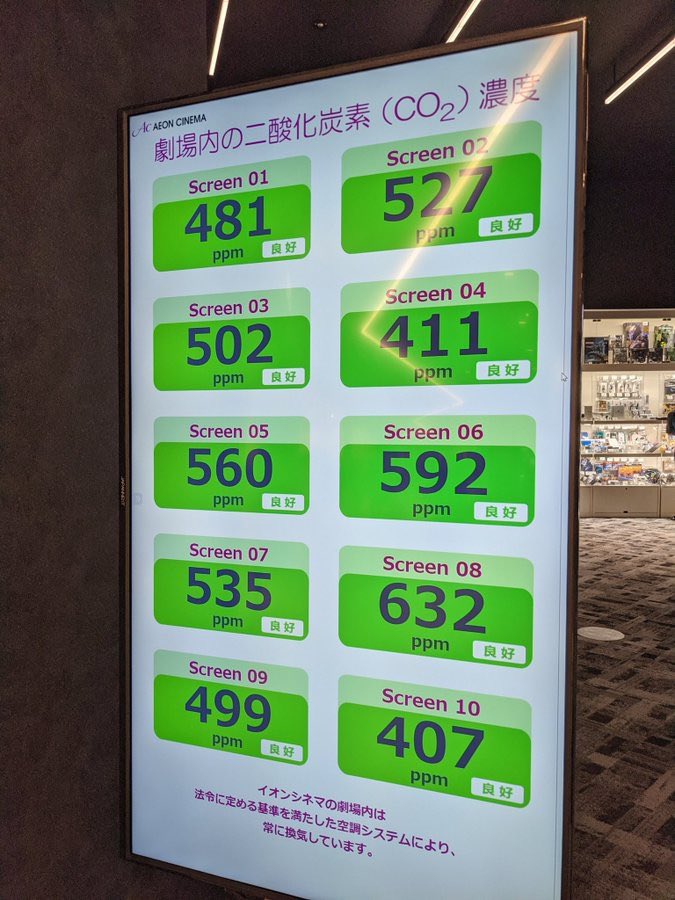 Ac AEON CINEMA
劇場内の二酸化炭素（CO₂）濃度
Screen 01
481
ppm
良好
Screen 02
527
ppm
良好
Screen 03
502
ppm
良好
Screen 04
411
ppm
良好
Screen 05
560
ppm
良好
Screen 06
592
ppm
良好
Screen 07
535
ppm
良好
Screen 08
632
ppm
良好
Screen 09
499
ppm
良好
Screen 10
407
ppm
良好
イオンシネマの劇場内は
法令に定める基準を満たした空調システムにより、
常に換気しています。